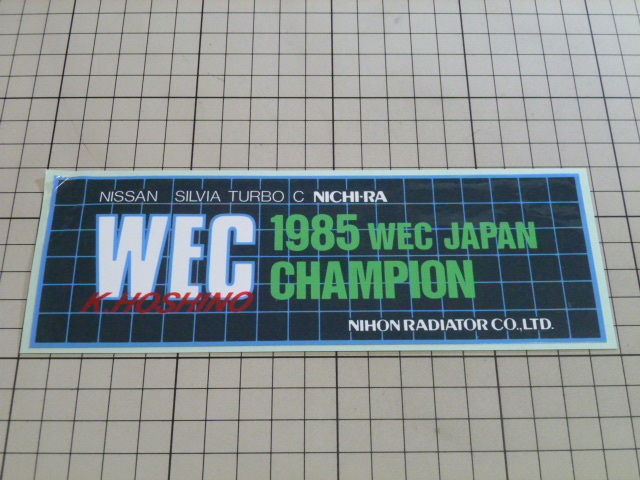 NISSAN SILVIA TURBO C NICHI-RA
WEC
K.HOSHINO
1985 WEC JAPAN
CHAMPION
NIHON RADIATOR CO.,LTD.